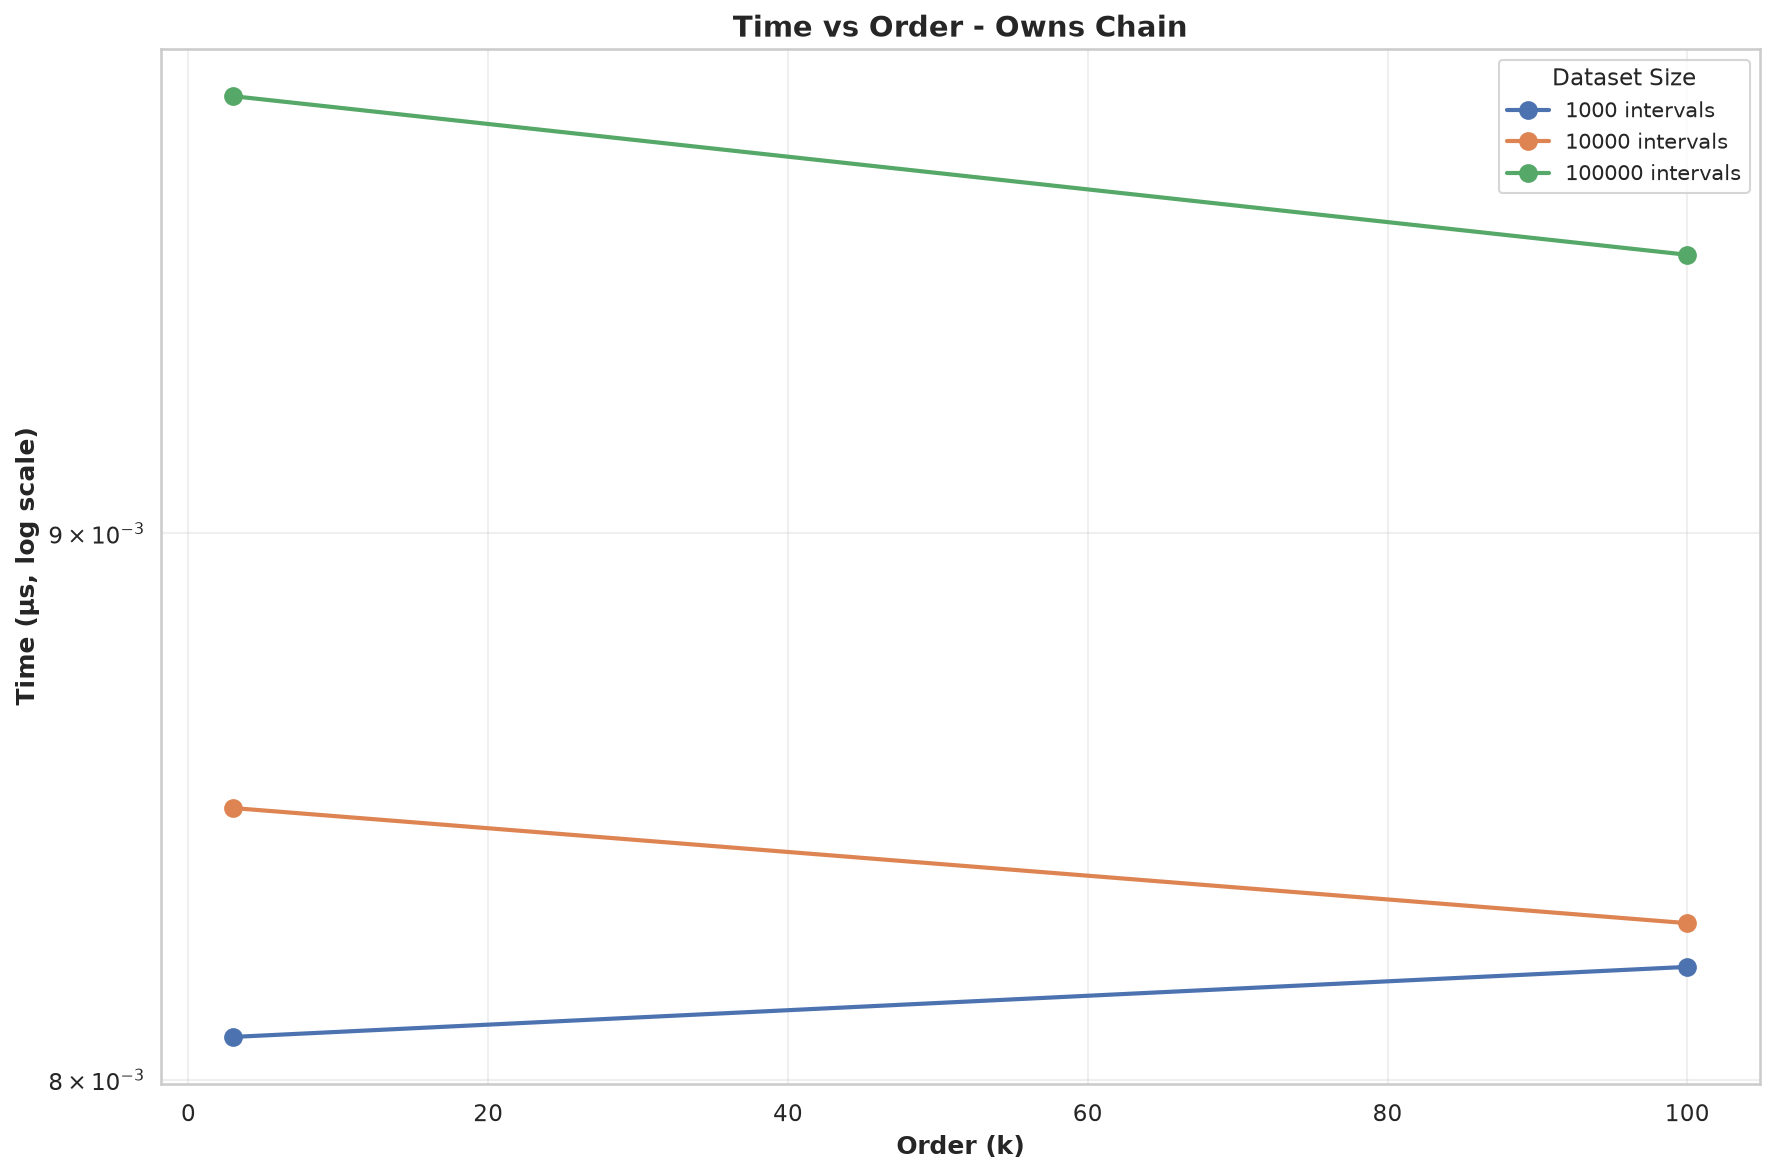 Time vs Order - Owns Chain
Dataset Size
1000 intervals
10000 intervals
100000 intervals
Time (µs, log scale)
9 × 10⁻³
8 × 10⁻³
0 20 40 60 80 100
Order (k)